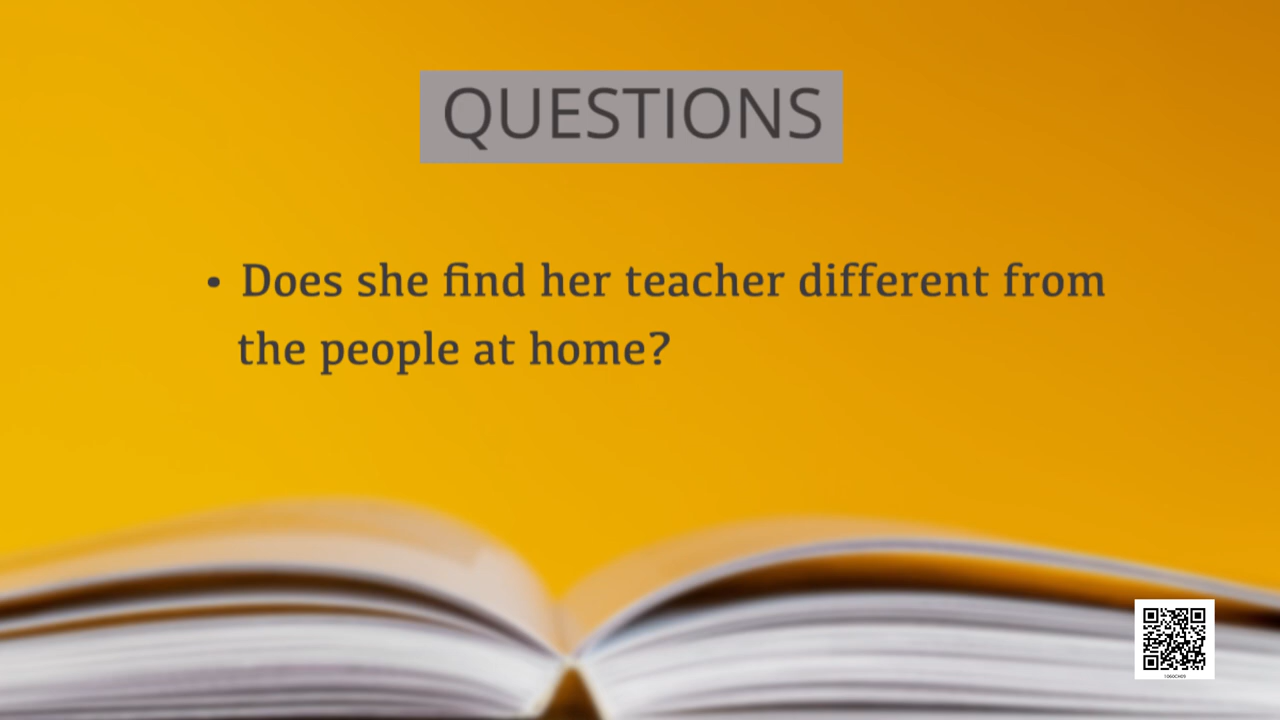 QUESTIONS
• Does she find her teacher different from
the people at home?